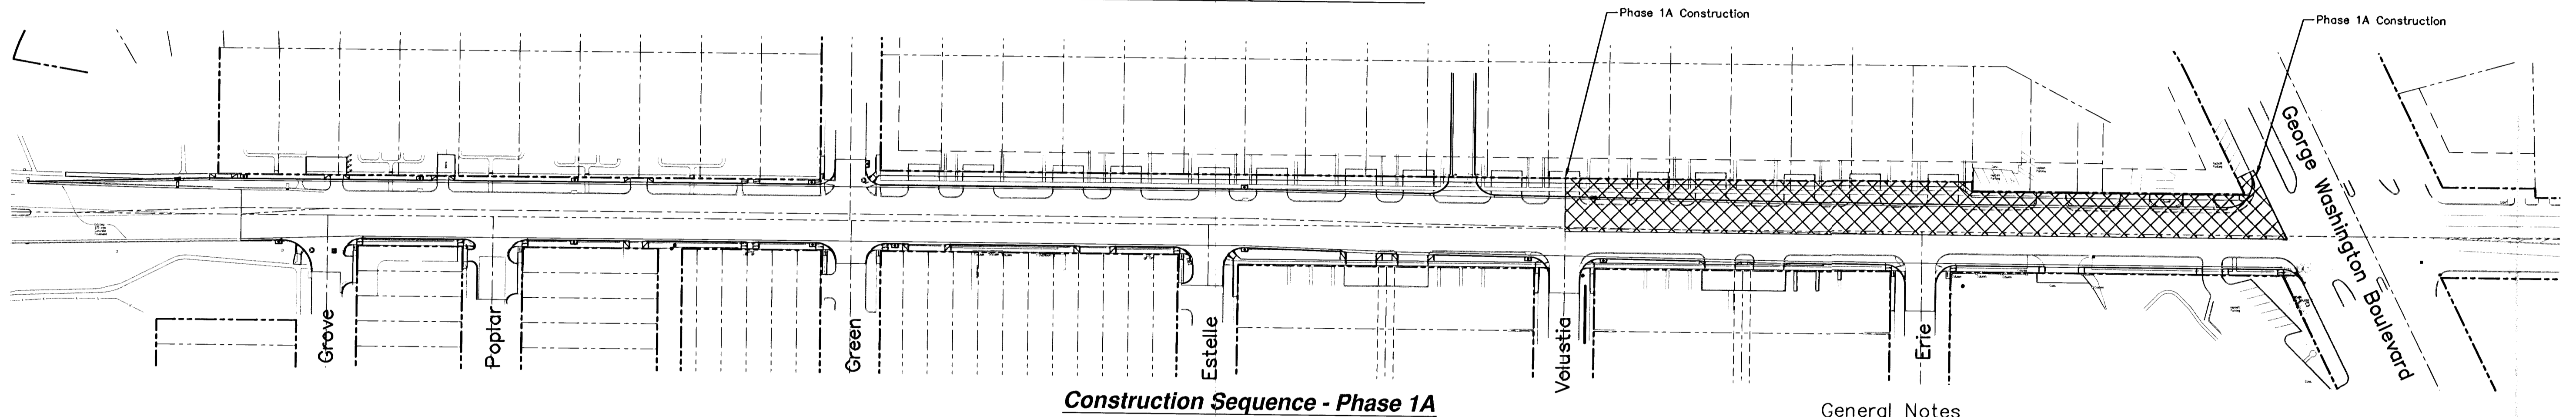 Phase 1A Construction
Phase 1A Construction
George Washington Boulevard
Grove
Poplar
Green
Estelle
Volustia
Erie
Construction Sequence - Phase 1A
General Notes